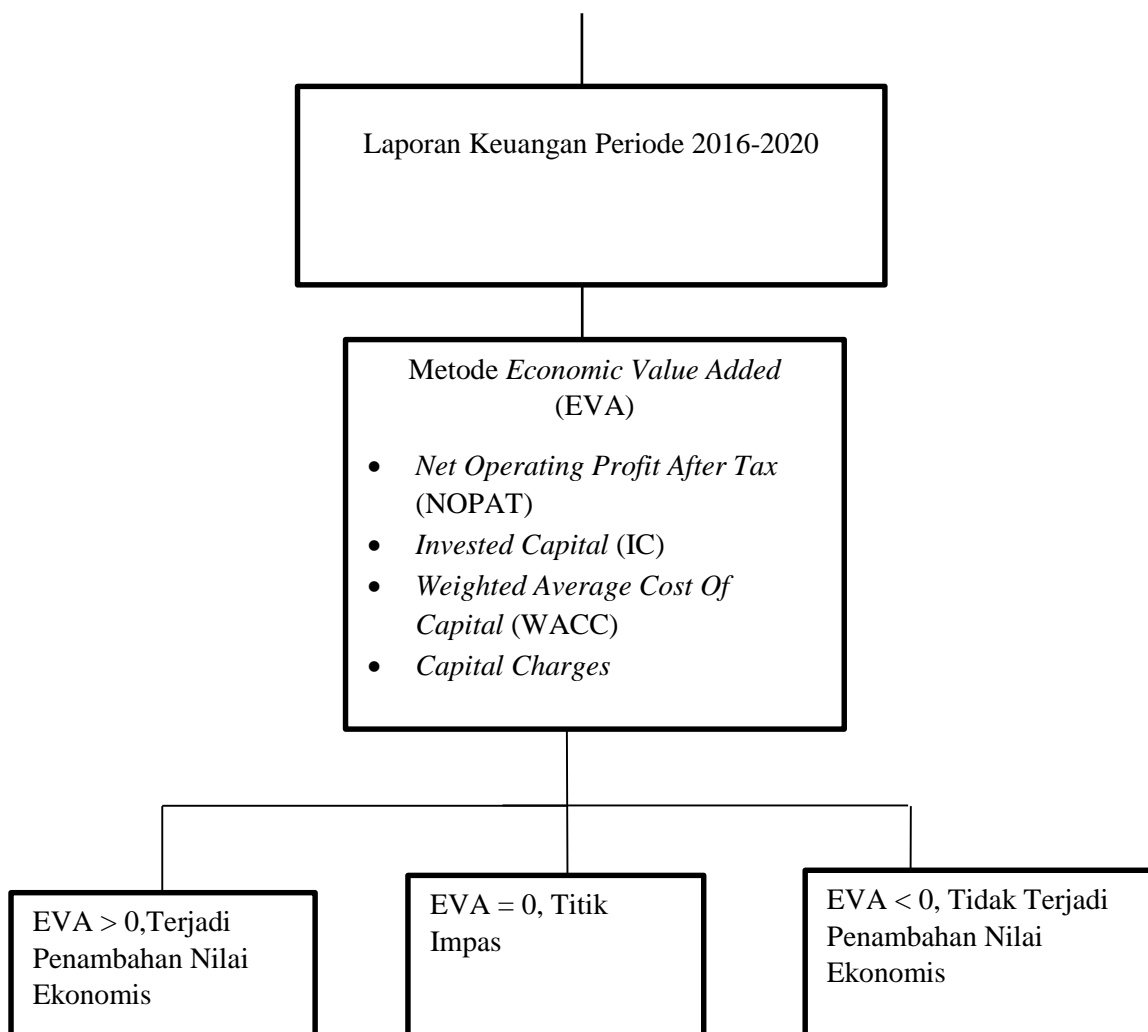 Laporan Keuangan Periode 2016-2020
Metode Economic Value Added
(EVA)
• Net Operating Profit After Tax
(NOPAT)
• Invested Capital (IC)
• Weighted Average Cost Of
Capital (WACC)
• Capital Charges
EVA > 0,Terjadi
Penambahan Nilai
Ekonomis
EVA = 0, Titik
Impas
EVA < 0, Tidak Terjadi
Penambahan Nilai
Ekonomis